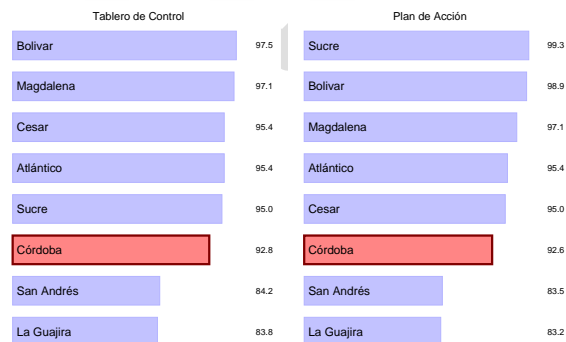 Tablero de Control
Bolivar 97.5
Magdalena 97.1
Cesar 95.4
Atlántico 95.4
Sucre 95.0
Córdoba 92.8
San Andrés 84.2
La Guajira 83.8
Plan de Acción
Sucre 99.3
Bolivar 98.9
Magdalena 97.1
Atlántico 95.4
Cesar 95.0
Córdoba 92.6
San Andrés 83.5
La Guajira 83.2